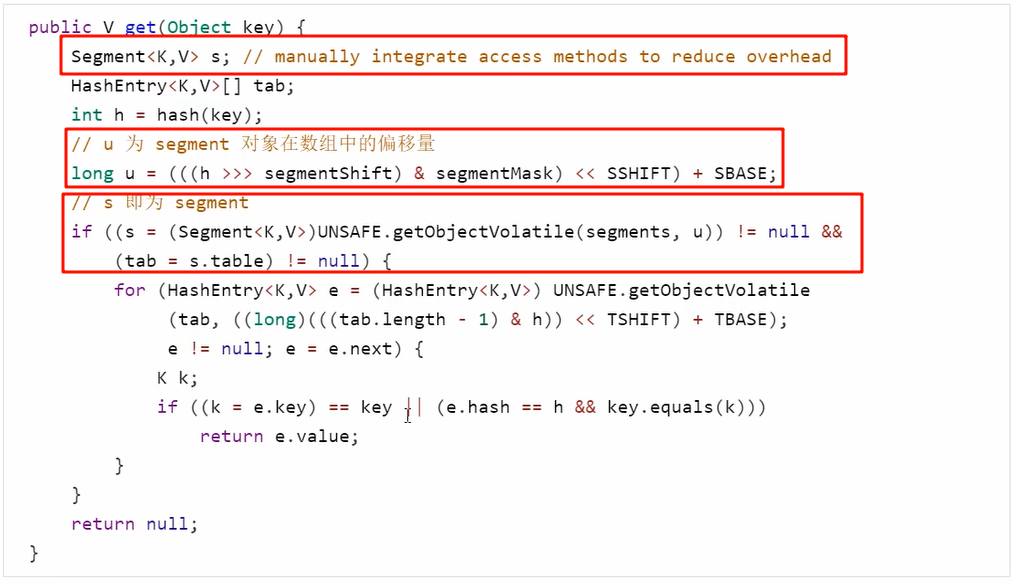 public V get(Object key) {
    Segment<K,V> s; // manually integrate access methods to reduce overhead
    HashEntry<K,V>[] tab;
    int h = hash(key);
    // u 为 segment 对象在数组中的偏移量
    long u = (((h >>> segmentShift) & segmentMask) << SSHIFT) + SBASE;
    // s 即为 segment
    if ((s = (Segment<K,V>)UNSAFE.getObjectVolatile(segments, u)) != null &&
        (tab = s.table) != null) {
        for (HashEntry<K,V> e = (HashEntry<K,V>) UNSAFE.getObjectVolatile
             (tab, ((long)(((tab.length - 1) & h)) << TSHIFT) + TBASE);
             e != null; e = e.next) {
            K k;
            if ((k = e.key) == key || (e.hash == h && key.equals(k)))
                return e.value;
        }
    }
    return null;
}